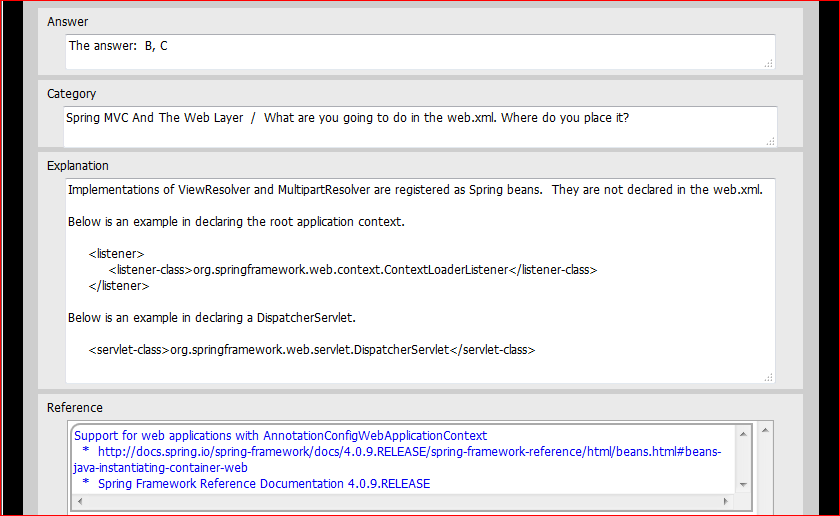 Answer
The answer:  B, C
Category
Spring MVC And The Web Layer  /  What are you going to do in the web.xml. Where do you place it?
Explanation
Implementations of ViewResolver and MultipartResolver are registered as Spring beans.  They are not declared in the web.xml.
Below is an example in declaring the root application context.
<listener>
<listener-class>org.springframework.web.context.ContextLoaderListener</listener-class>
</listener>
Below is an example in declaring a DispatcherServlet.
<servlet-class>org.springframework.web.servlet.DispatcherServlet</servlet-class>
Reference
Support for web applications with AnnotationConfigWebApplicationContext
*  http://docs.spring.io/spring-framework/docs/4.0.9.RELEASE/spring-framework-reference/html/beans.html#beans-
java-instantiating-container-web
*  Spring Framework Reference Documentation 4.0.9.RELEASE